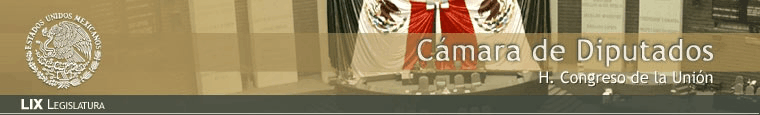 ESTADOS UNIDOS MEXICANOS
Cámara de Diputados
H. Congreso de la Unión
LIX LEGISLATURA